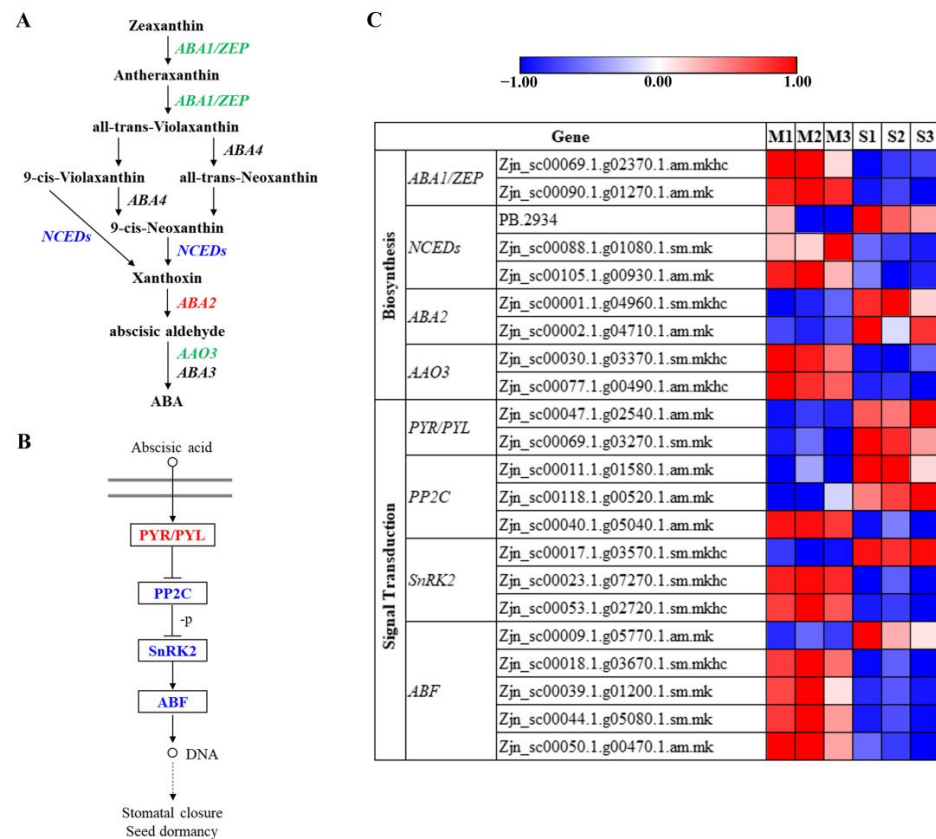 A
Zeaxanthin
ABA1/ZEP
Antheraxanthin
ABA1/ZEP
all-trans-Violaxanthin
ABA4
9-cis-Violaxanthin all-trans-Neoxanthin
ABA4
9-cis-Neoxanthin
NCEDs NCEDs
Xanthoxin
ABA2
abscisic aldehyde
AAO3
ABA3
ABA
B
Abscisic acid
PYR/PYL
PP2C
-p
SnRK2
ABF
DNA
Stomatal closure
Seed dormancy
C
−1.00 0.00 1.00
Gene M1 M2 M3 S1 S2 S3
Biosynthesis
ABA1/ZEP
Zjn_sc00069.1.g02370.1.am.mkhc
Zjn_sc00090.1.g01270.1.am.mk
NCEDs
PB.2934
Zjn_sc00088.1.g01080.1.sm.mk
Zjn_sc00105.1.g00930.1.am.mk
ABA2
Zjn_sc00001.1.g04960.1.sm.mkhc
Zjn_sc00002.1.g04710.1.am.mk
AAO3
Zjn_sc00030.1.g03370.1.sm.mkhc
Zjn_sc00077.1.g00490.1.am.mkhc
Signal Transduction
PYR/PYL
Zjn_sc00047.1.g02540.1.am.mk
Zjn_sc00069.1.g03270.1.sm.mk
PP2C
Zjn_sc00011.1.g01580.1.am.mk
Zjn_sc00118.1.g00520.1.am.mk
Zjn_sc00040.1.g05040.1.am.mk
SnRK2
Zjn_sc00017.1.g03570.1.sm.mkhc
Zjn_sc00023.1.g07270.1.sm.mkhc
Zjn_sc00053.1.g02720.1.sm.mkhc
ABF
Zjn_sc00009.1.g05770.1.am.mk
Zjn_sc00018.1.g03670.1.sm.mkhc
Zjn_sc00039.1.g01200.1.sm.mk
Zjn_sc00044.1.g05080.1.sm.mk
Zjn_sc00050.1.g00470.1.am.mk